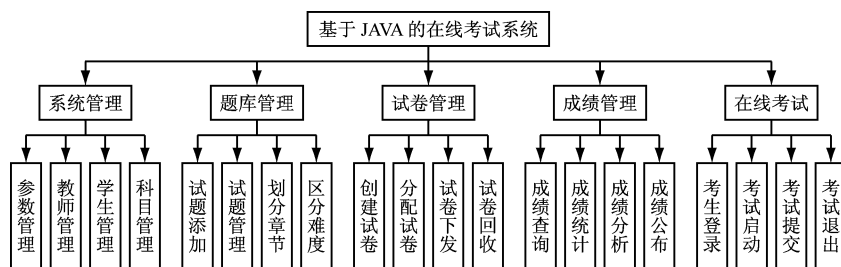 基于 JAVA 的在线考试系统
系统管理
题库管理
试卷管理
成绩管理
在线考试
参数管理
教师管理
学生管理
科目管理
试题添加
试题管理
划分章节
区分难度
创建试卷
分配试卷
试卷下发
试卷回收
成绩查询
成绩统计
成绩分析
成绩公布
考生登录
考试启动
考试提交
考试退出